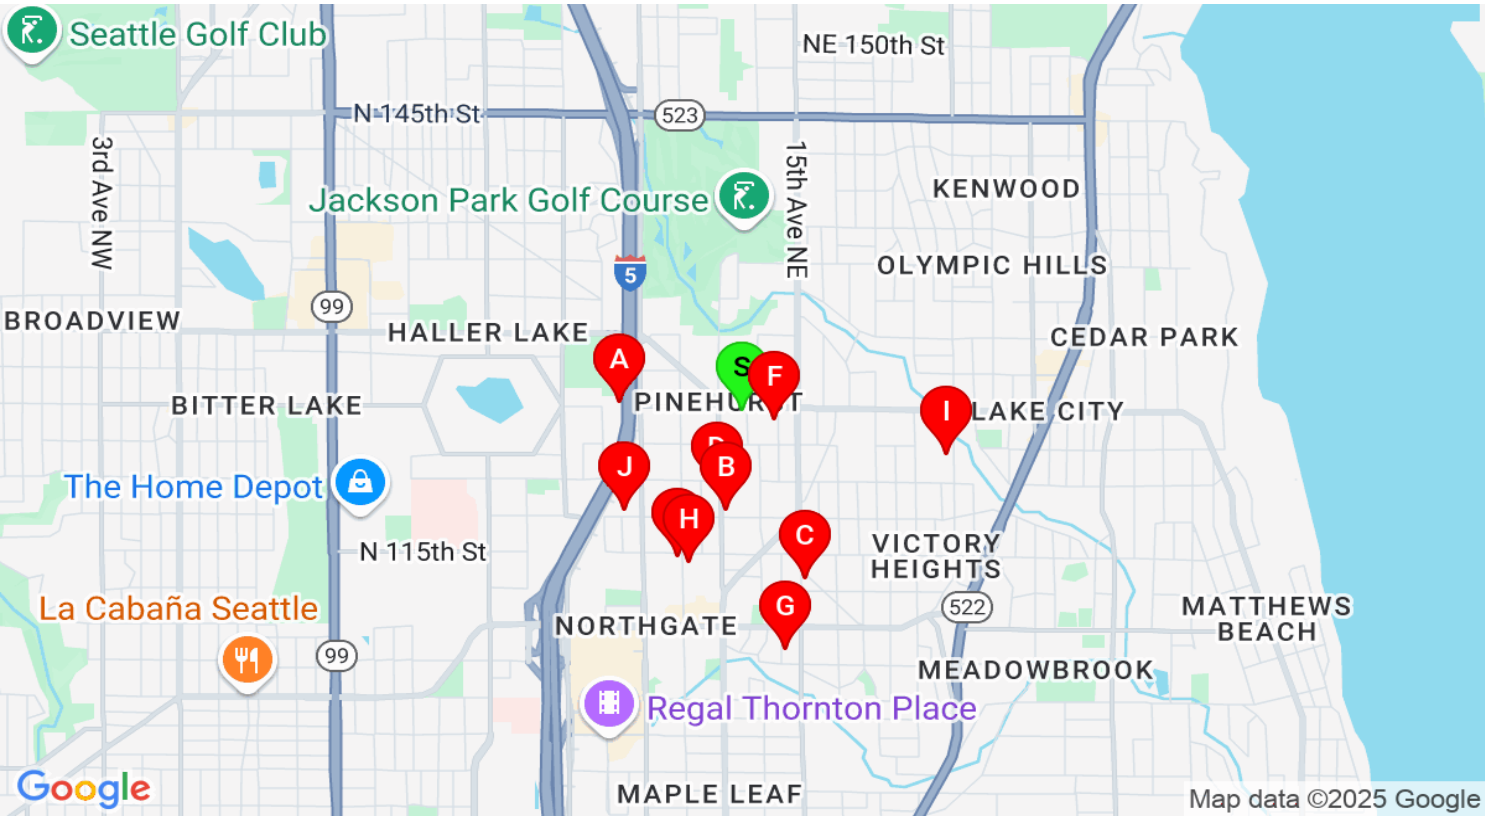 Seattle Golf Club
NE 150th St
N 145th St
523
3rd Ave NW
15th Ave NE
KENWOOD
Jackson Park Golf Course
OLYMPIC HILLS
5
99
BROADVIEW
HALLER LAKE
CEDAR PARK
A
S
F
PINEHURST
BITTER LAKE
I
LAKE CITY
D
J
B
The Home Depot
H
C
N 115th St
VICTORY
HEIGHTS
La Cabaña Seattle
G
522
MATTHEWS
BEACH
NORTHGATE
99
MEADOWBROOK
Regal Thornton Place
Google
MAPLE LEAF
Map data ©2025 Google